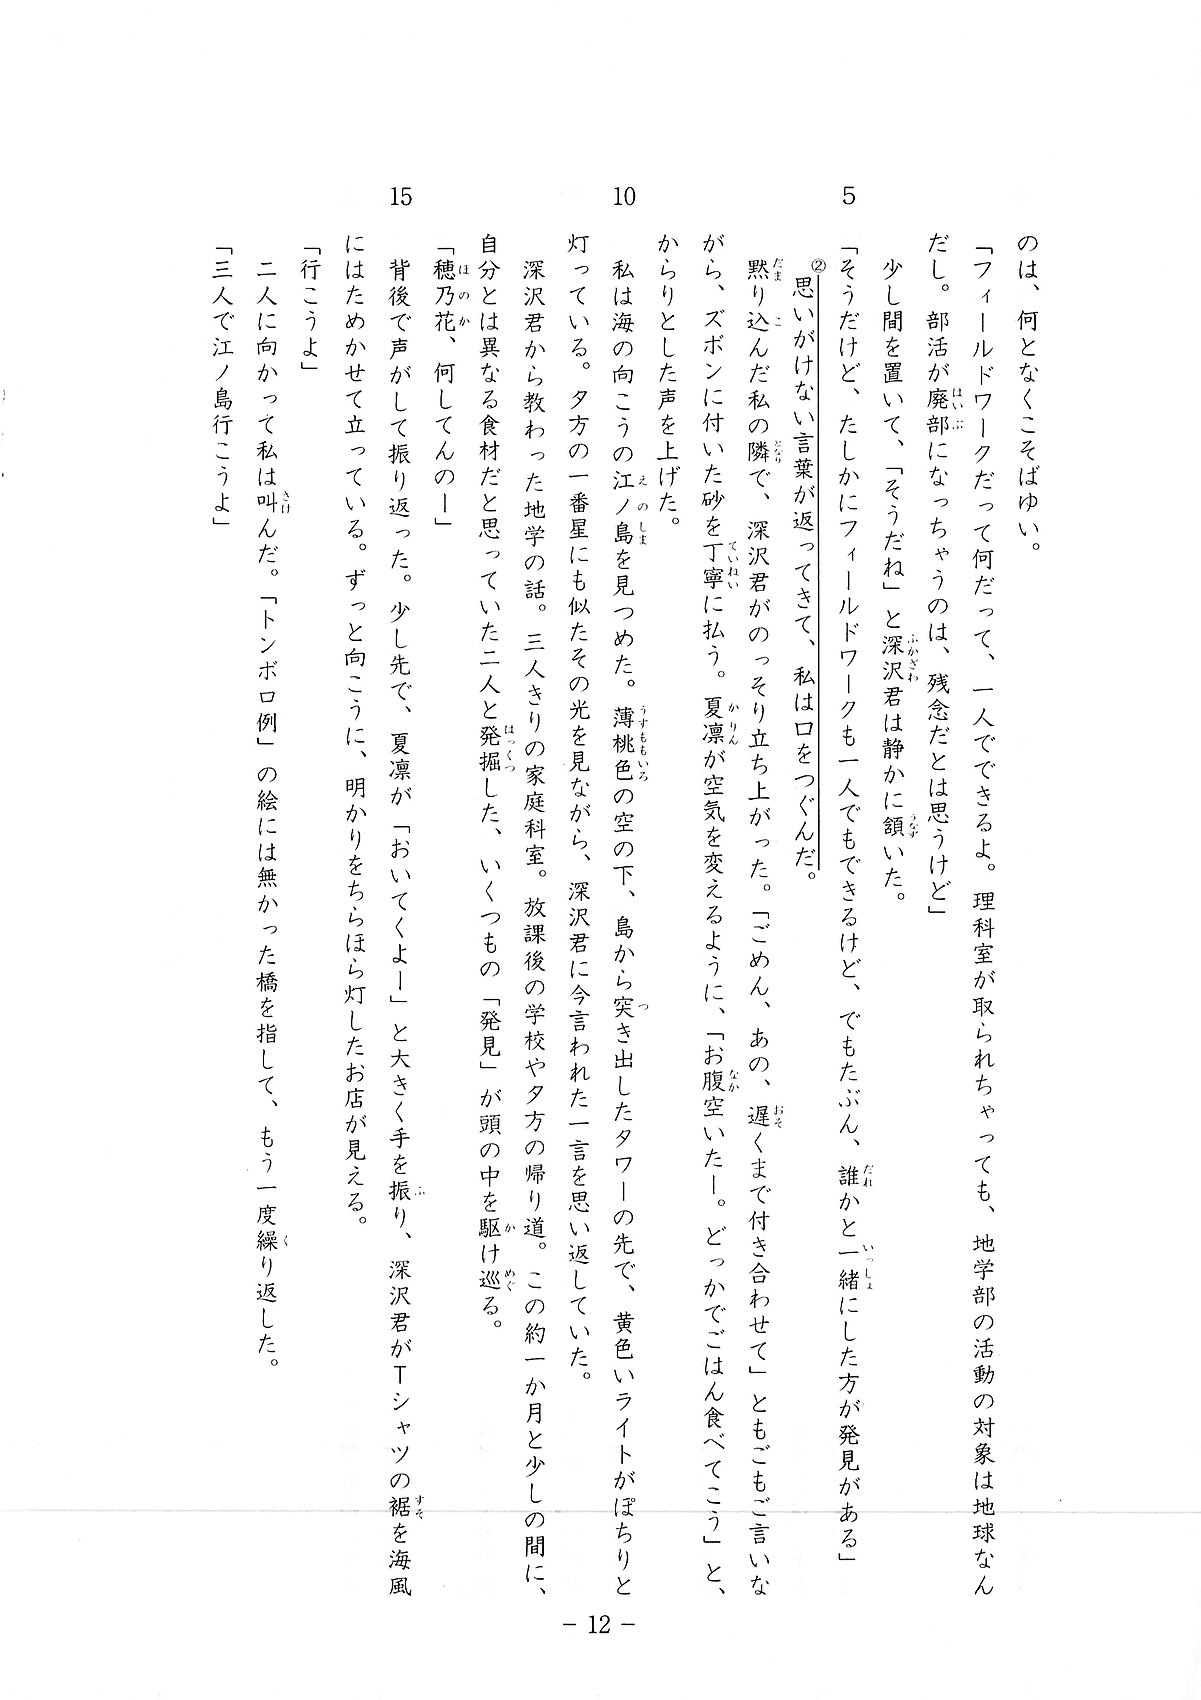 のは、何となくこそばゆい。
「フィールドワークだって何だって、一人でできるよ。理科室が取られちゃっても、地学部の活動の対象は地球なん
だし。部活が廃部になっちゃうのは、残念だとは思うけど」
少し間を置いて、「そうだね」と深沢君は静かに頷いた。
5
「そうだけど、たしかにフィールドワークも一人でもできるけど、でもたぶん、誰かと一緒にした方が発見がある」
②思いがけない言葉が返ってきて、私は口をつぐんだ。
黙り込んだ私の隣で、深沢君がのっそり立ち上がった。「ごめん、あの、遅くまで付き合わせて」ともごもご言いな
がら、ズボンに付いた砂を丁寧に払う。夏凛が空気を変えるように、「お腹空いたー。どっかでごはん食べてこう」と、
からりとした声を上げた。
10
私は海の向こうの江ノ島を見つめた。薄桃色の空の下、島から突き出したタワーの先で、黄色いライトがぽちりと
灯っている。夕方の一番星にも似たその光を見ながら、深沢君に今言われた一言を思い返していた。
深沢君から教わった地学の話。三人きりの家庭科室。放課後の学校や夕方の帰り道。この約一か月と少しの間に、
自分とは異なる食材だと思っていた二人と発掘した、いくつもの「発見」が頭の中を駆け巡る。
「穂乃花、何してんのー」
15
背後で声がして振り返った。少し先で、夏凛が「おいてくよー」と大きく手を振り、深沢君がＴシャツの裾を海風
にはためかせて立っている。ずっと向こうに、明かりをちらほら灯したお店が見える。
「行こうよ」
二人に向かって私は叫んだ。「トンボロ例」の絵には無かった橋を指して、もう一度繰り返した。
「三人で江ノ島行こうよ」
－ 12 －